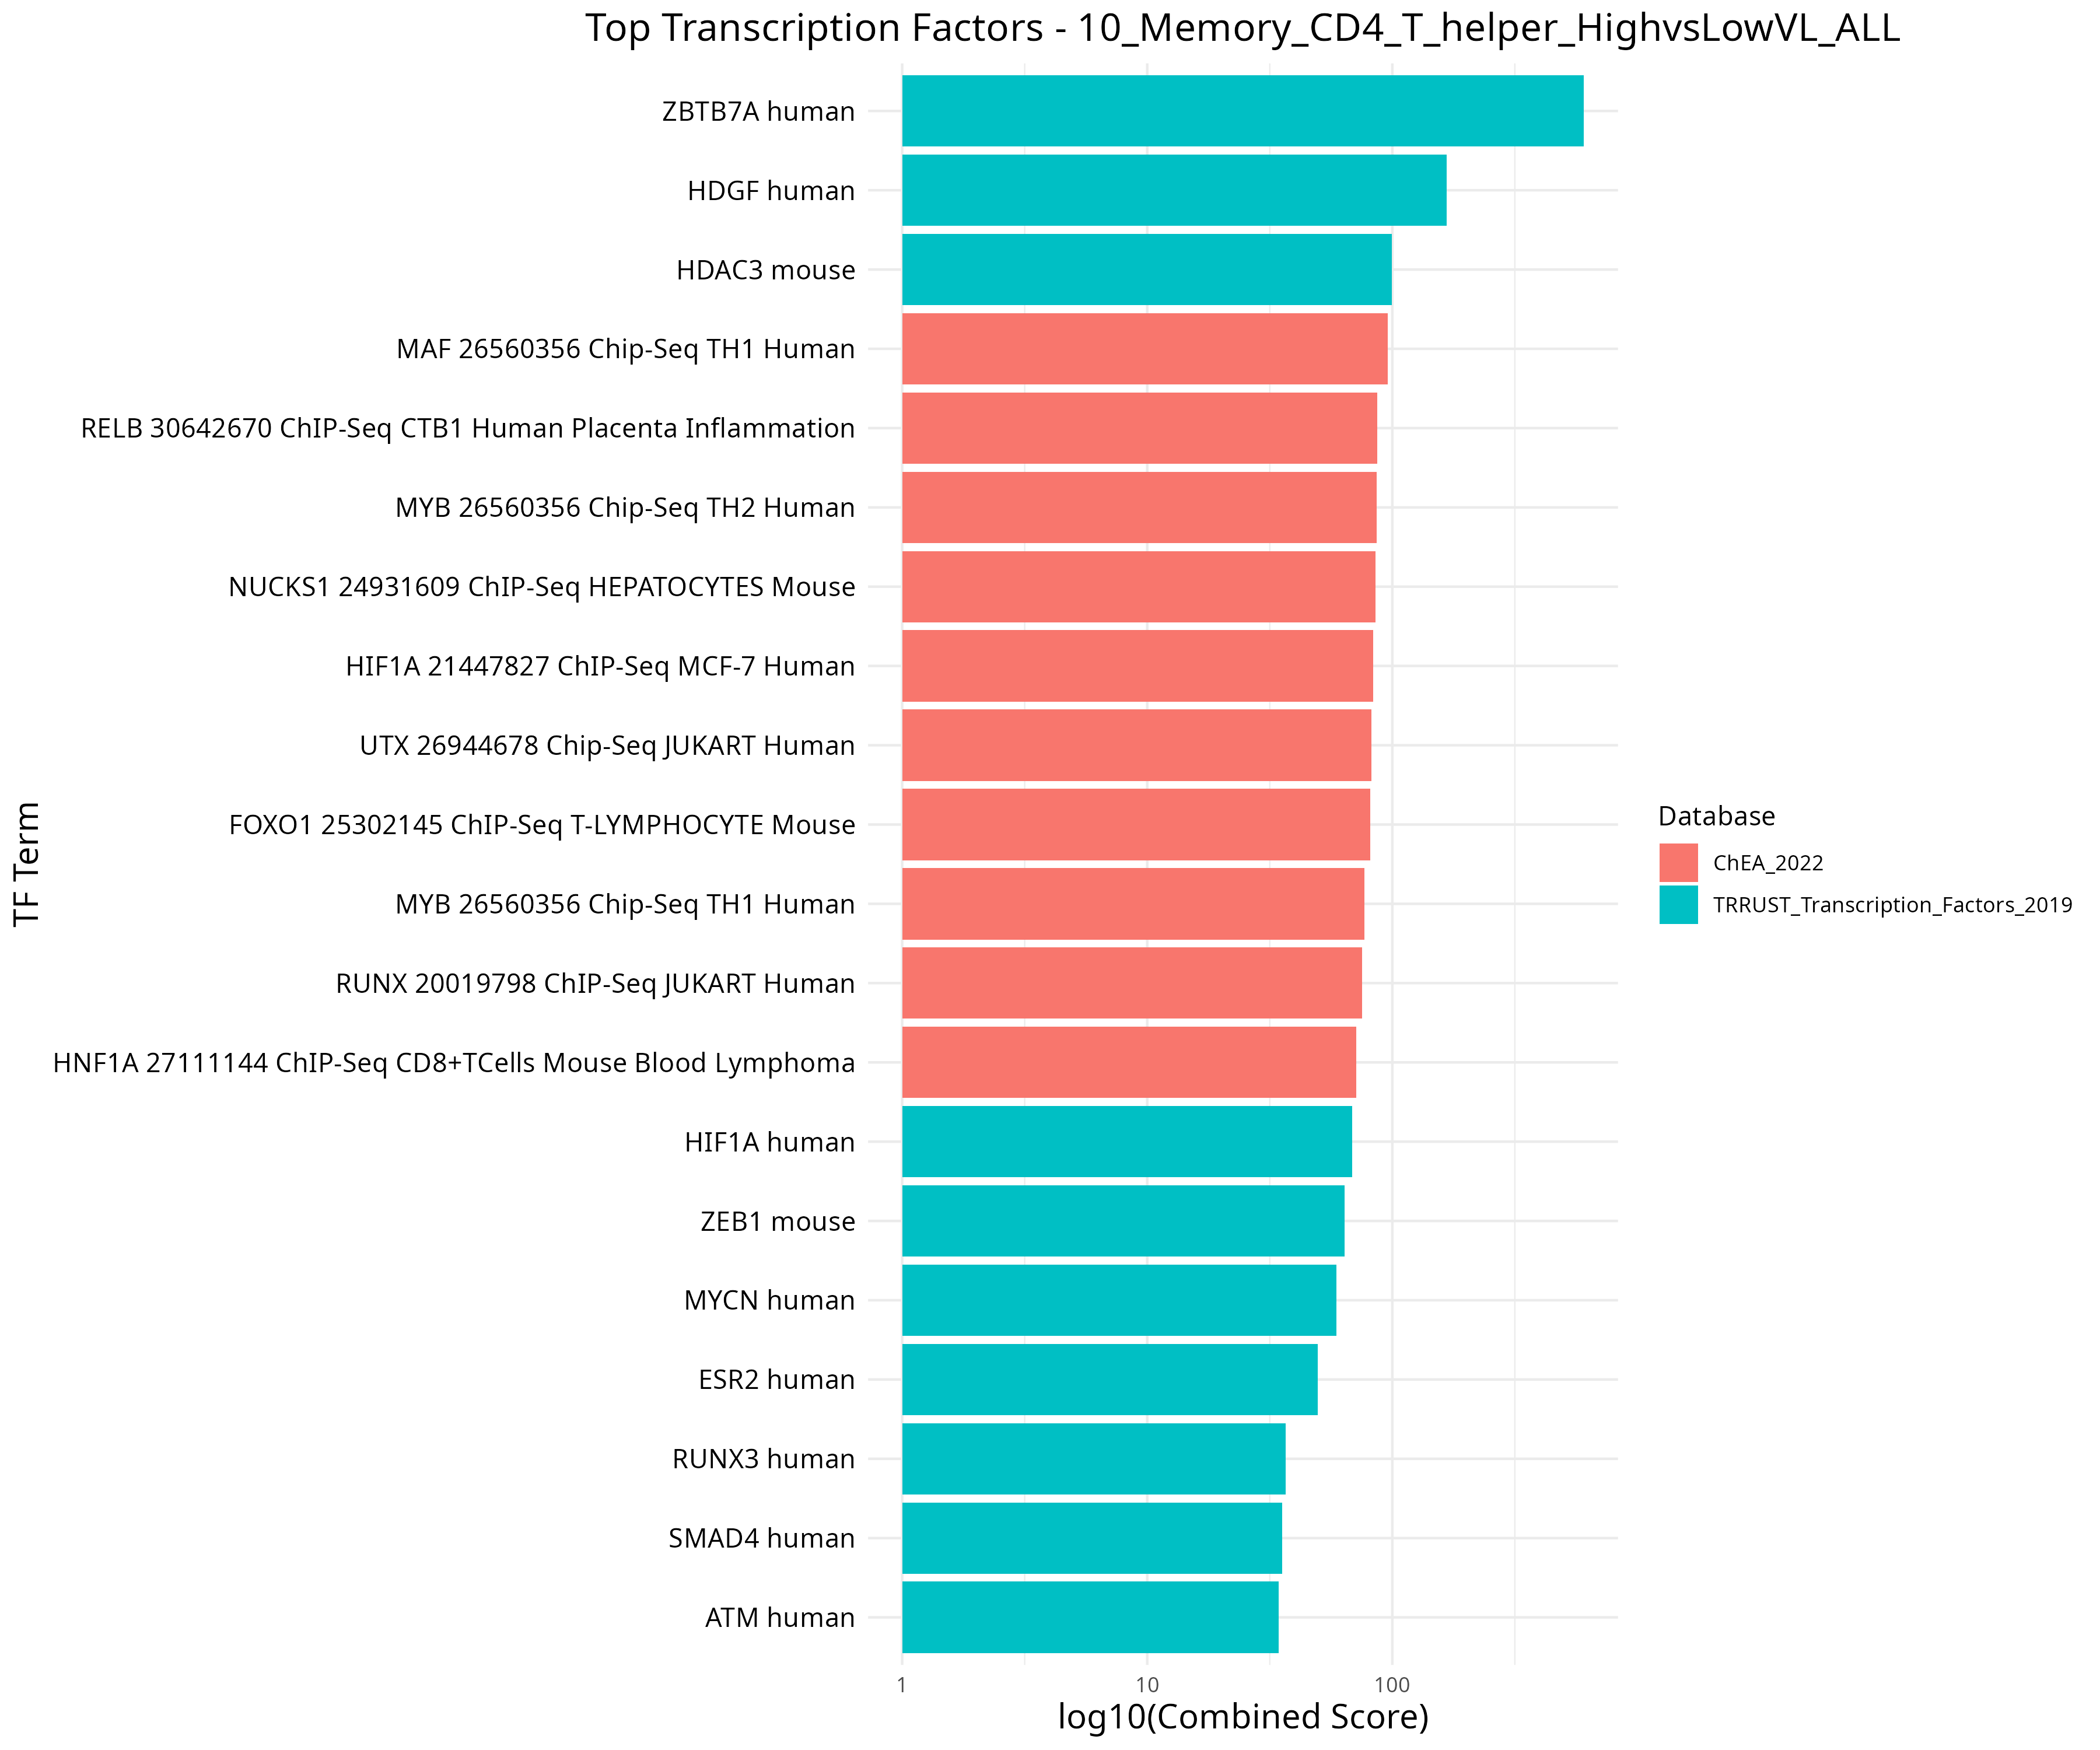 Top Transcription Factors - 10_Memory_CD4_T_helper_HighvsLowVL_ALL
TF Term
ZBTB7A human
HDGF human
HDAC3 mouse
MAF 26560356 Chip-Seq TH1 Human
RELB 30642670 ChIP-Seq CTB1 Human Placenta Inflammation
MYB 26560356 Chip-Seq TH2 Human
NUCKS1 24931609 ChIP-Seq HEPATOCYTES Mouse
HIF1A 21447827 ChIP-Seq MCF-7 Human
UTX 26944678 Chip-Seq JUKART Human
FOXO1 25302145 ChIP-Seq T-LYMPHOCYTE Mouse
MYB 26560356 Chip-Seq TH1 Human
RUNX 20019798 ChIP-Seq JUKART Human
HNF1A 27111144 ChIP-Seq CD8+TCells Mouse Blood Lymphoma
HIF1A human
ZEB1 mouse
MYCN human
ESR2 human
RUNX3 human
SMAD4 human
ATM human
1 10 100
log10(Combined Score)
Database
ChEA_2022
TRRUST_Transcription_Factors_2019